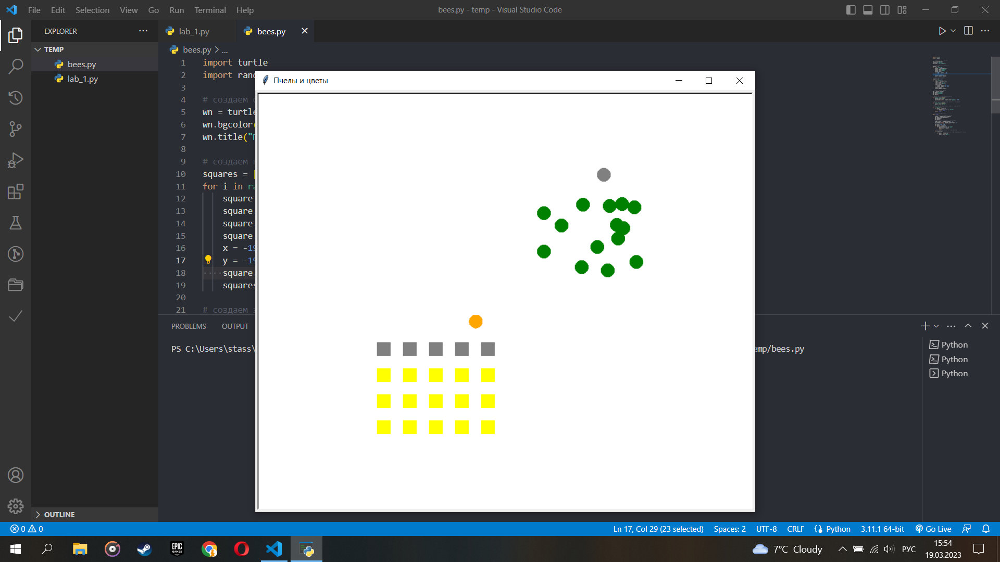 File Edit Selection View Go Run Terminal Help
bees.py - temp - Visual Studio Code
EXPLORER
TEMP
bees.py
lab_1.py
OUTLINE
lab_1.py
bees.py
bees.py > ...
1 import turtle
2 import
3
4 # создаем
5 wn = turtle
6 wn.bgcolor(
7 wn.title("
8
9 # создаем
10 squares =
11 for i in
12 square
13 square
14 square
15 square
16 x = -19
17 y = -19
18 square
19 squares
20
21 # создаем
Пчелы и цветы
PROBLEMS OUTPUT
PS C:\Users\stass\
emp/bees.py
Python
Python
Python
0 0
Ln 17, Col 29 (23 selected) Spaces: 2 UTF-8 CRLF Python 3.11.1 64-bit Go Live
EPIC GAMES
7°C Cloudy
РУС
15:54
19.03.2023